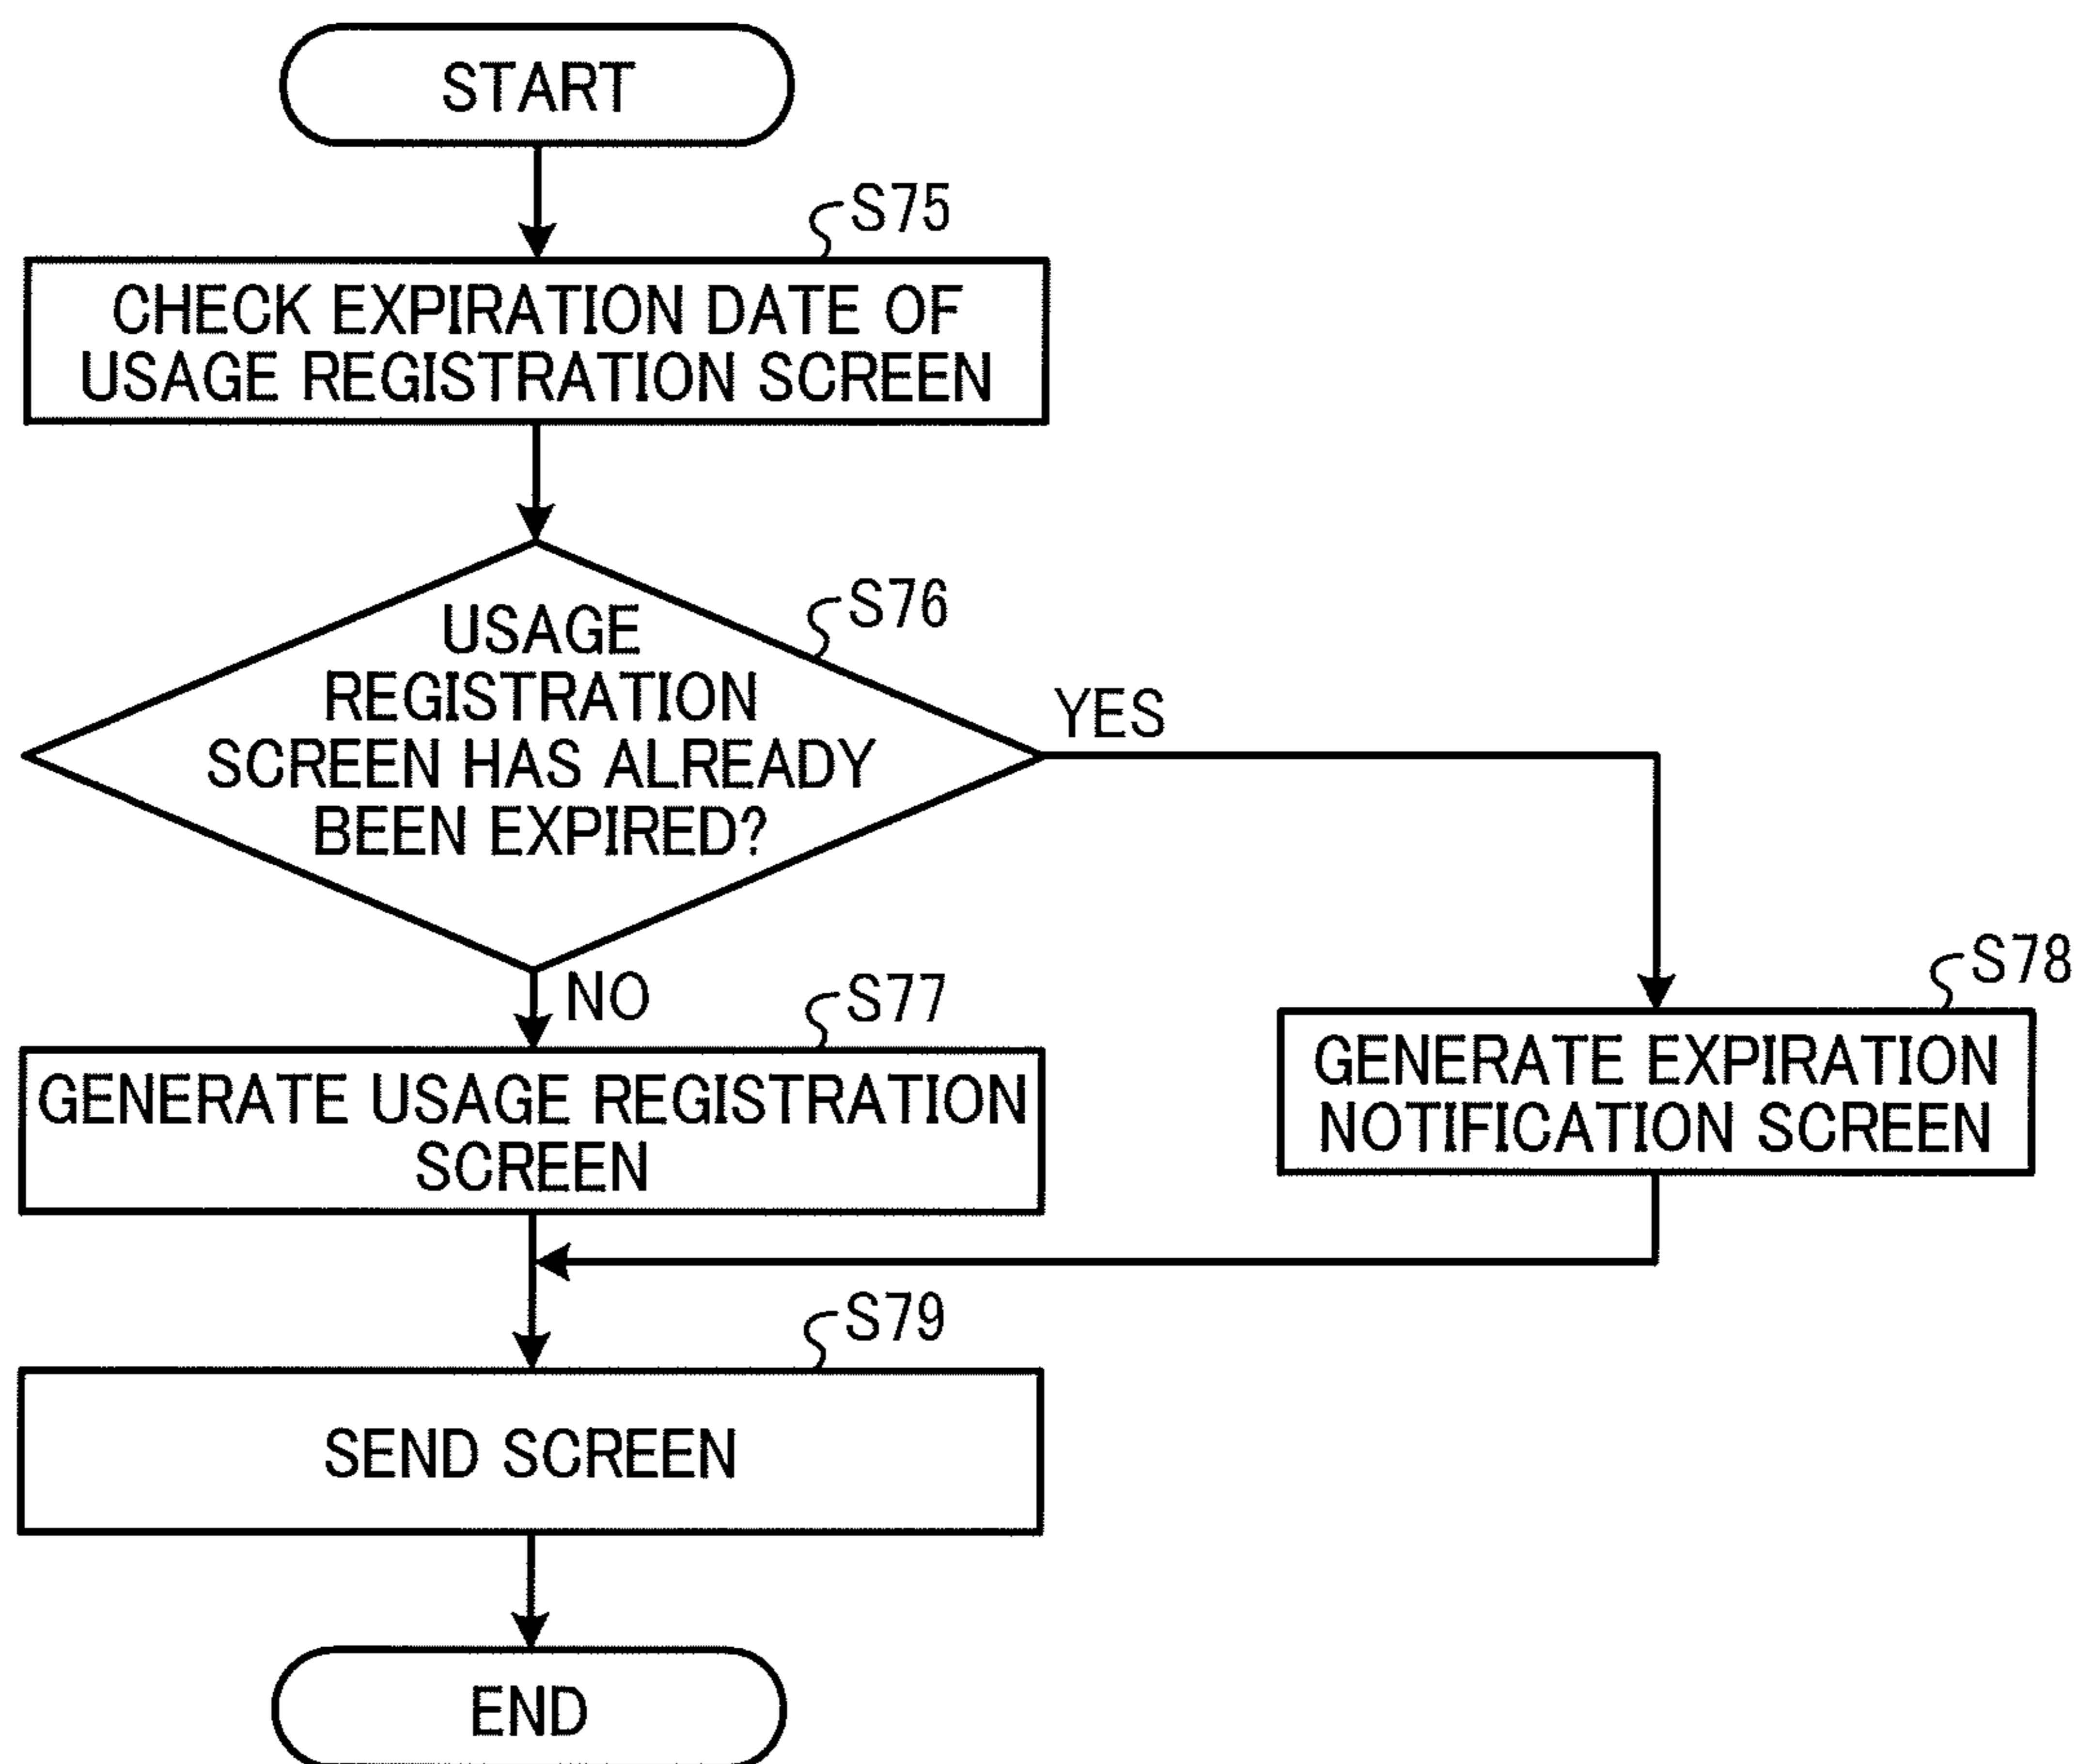 START
S75
CHECK EXPIRATION DATE OF
USAGE REGISTRATION SCREEN
S76
USAGE
REGISTRATION
SCREEN HAS ALREADY
BEEN EXPIRED?
YES
NO
S77
GENERATE USAGE REGISTRATION
SCREEN
S78
GENERATE EXPIRATION
NOTIFICATION SCREEN
S79
SEND SCREEN
END